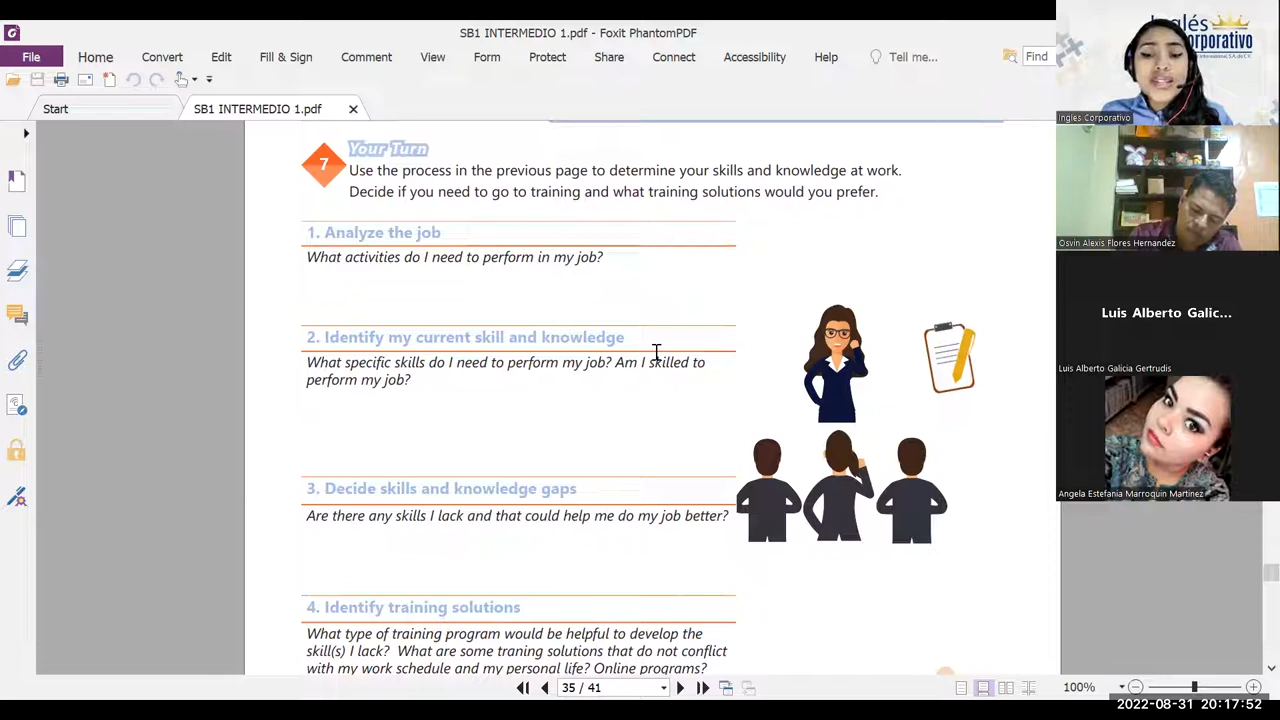 SB1 INTERMEDIO 1.pdf - Foxit PhantomPDF
File Home Convert Edit Fill & Sign Comment View Form Protect Share Connect Accessibility Help Tell me... Find
Start SB1 INTERMEDIO 1.pdf
7
Your Turn
Use the process in the previous page to determine your skills and knowledge at work.
Decide if you need to go to training and what training solutions would you prefer.
1. Analyze the job
What activities do I need to perform in my job?
2. Identify my current skill and knowledge
What specific skills do I need to perform my job? Am I skilled to
perform my job?
3. Decide skills and knowledge gaps
Are there any skills I lack and that could help me do my job better?
4. Identify training solutions
What type of training program would be helpful to develop the
skill(s) I lack? What are some traning solutions that do not conflict
with my work schedule and my personal life? Online programs?
35 / 41
100%
Inglés
Corporativo
Ingles Corporativo
Osvin Alexis Flores Hernandez
Luis Alberto Galic...
Luis Alberto Galicia Gertrudis
Angela Estefania Marroquin Martinez
2022-08-31 20:17:52